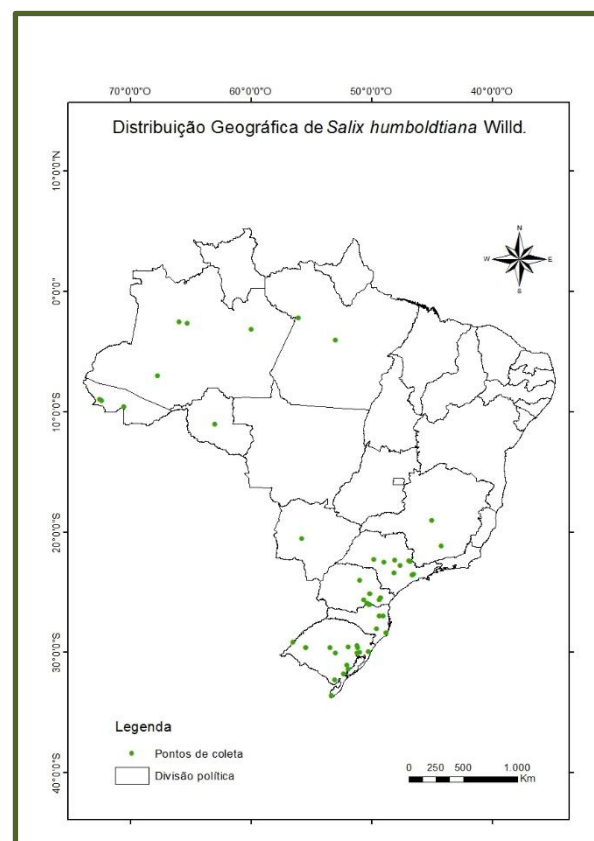 70°0'0"O 60°0'0"O 50°0'0"O 40°0'0"O
Distribuição Geográfica de Salix humboldtiana Willd.
10°0'0"N
N
W E
S
0°0'0"
10°0'0"S
20°0'0"S
30°0'0"S
Legenda
Pontos de coleta
Divisão política
0 250 500 1.000
Km
40°0'0"S